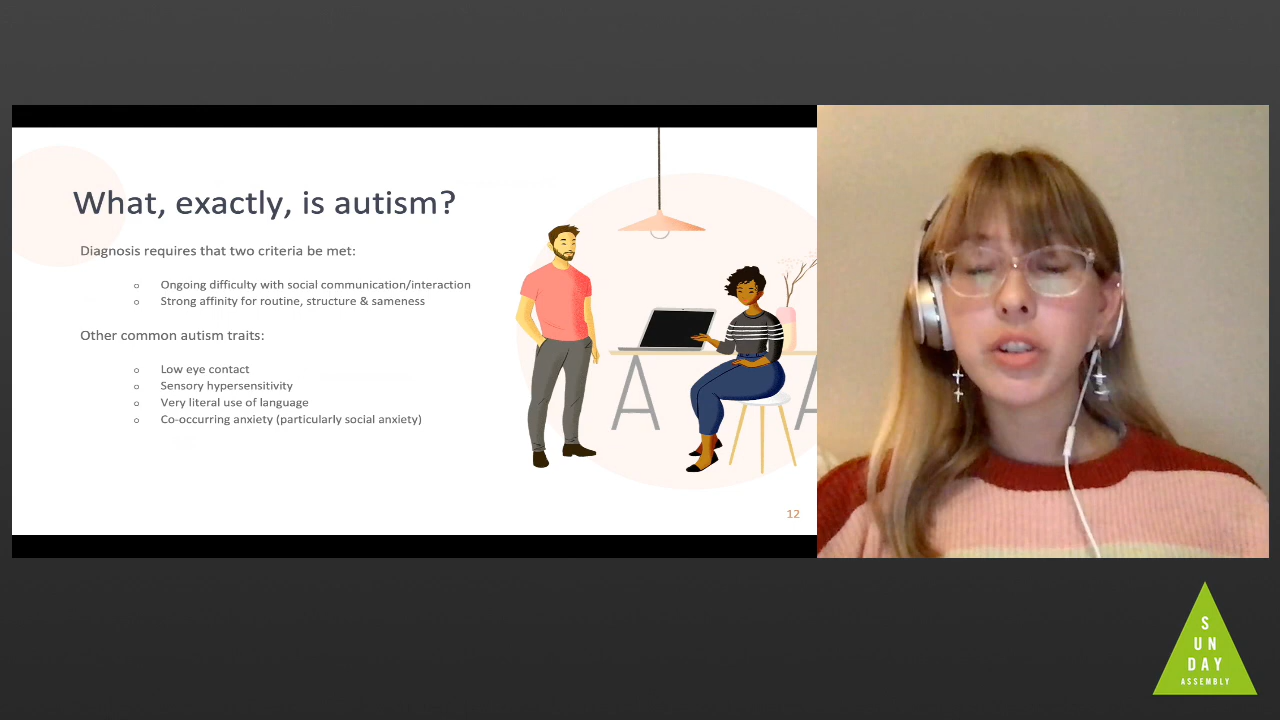 What, exactly, is autism?
Diagnosis requires that two criteria be met:
Ongoing difficulty with social communication/interaction
Strong affinity for routine, structure & sameness
Other common autism traits:
Low eye contact
Sensory hypersensitivity
Very literal use of language
Co-occurring anxiety (particularly social anxiety)
12
S
UN
DAY
ASSEMBLY